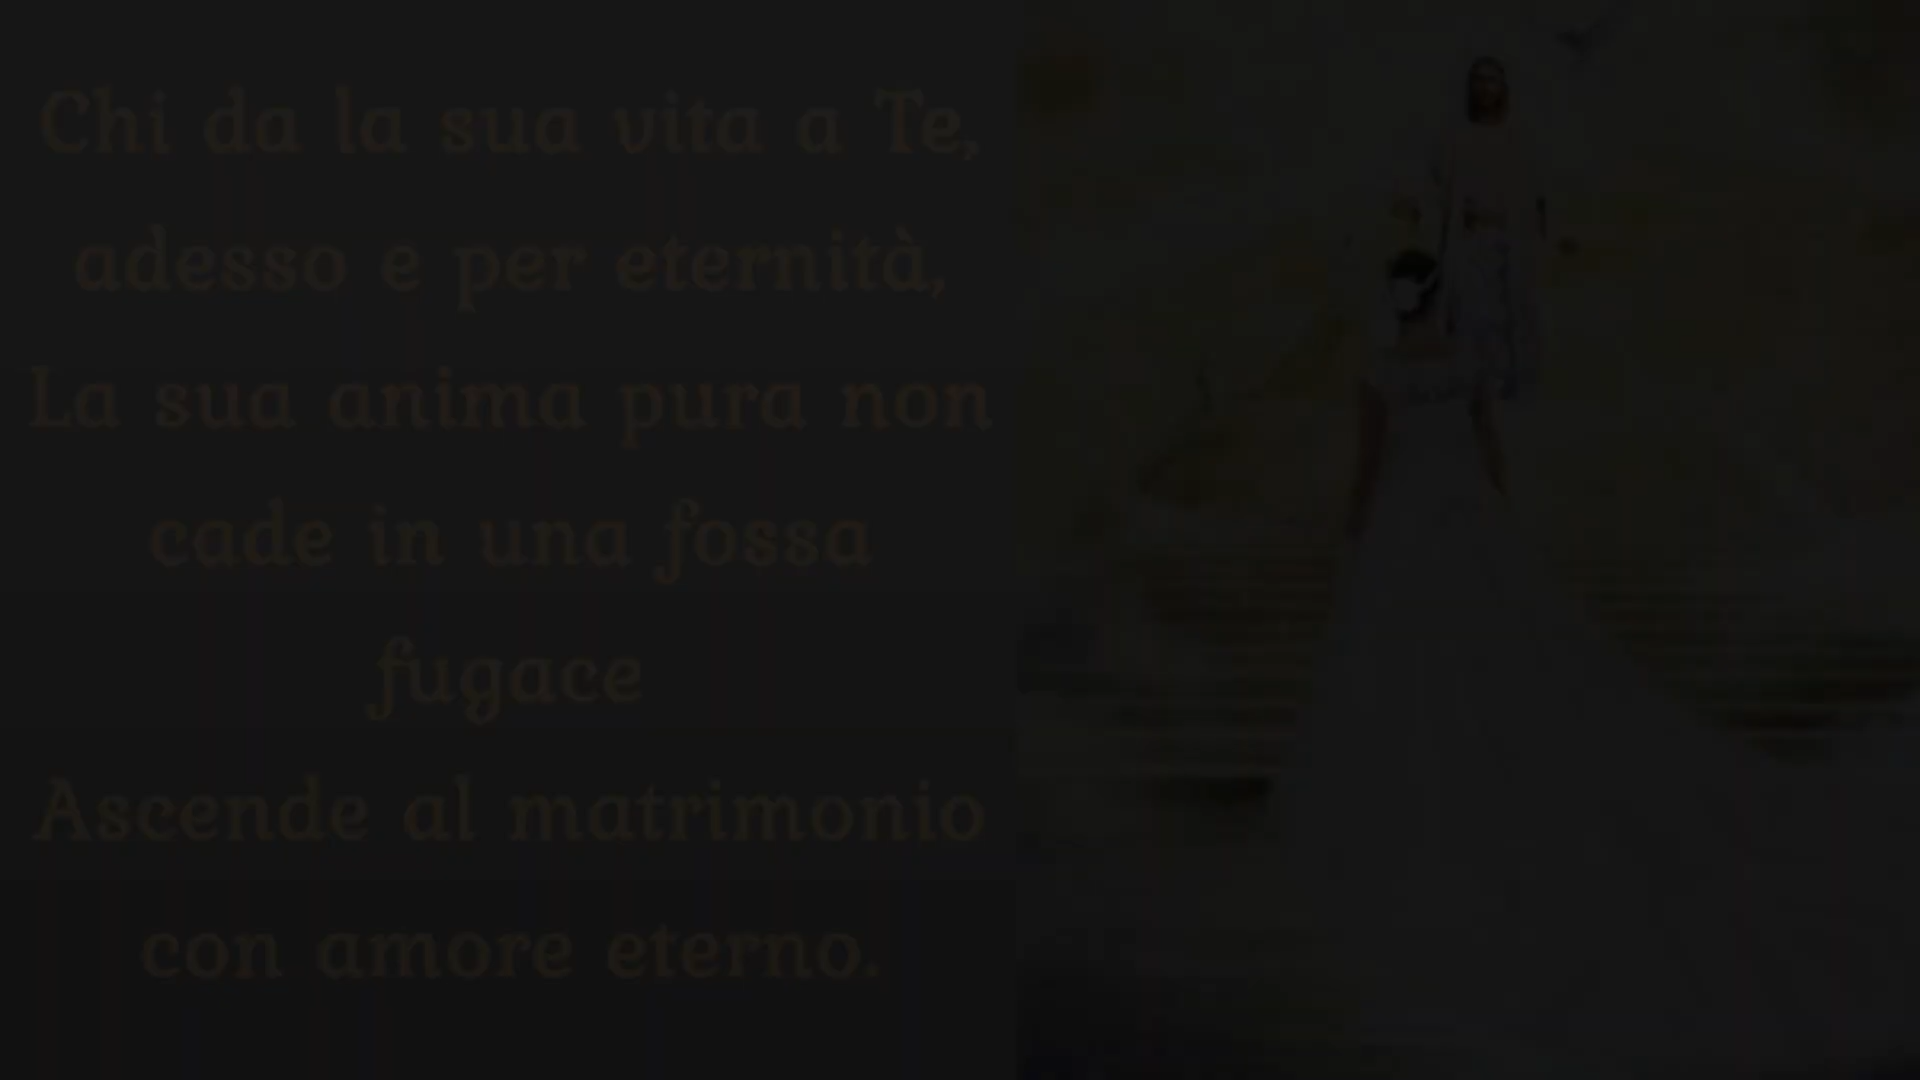 Chi da la sua vita a Te,
adesso e per eternità,
La sua anima pura non
cade in una fossa
fugace
Ascende al matrimonio
con amore eterno.